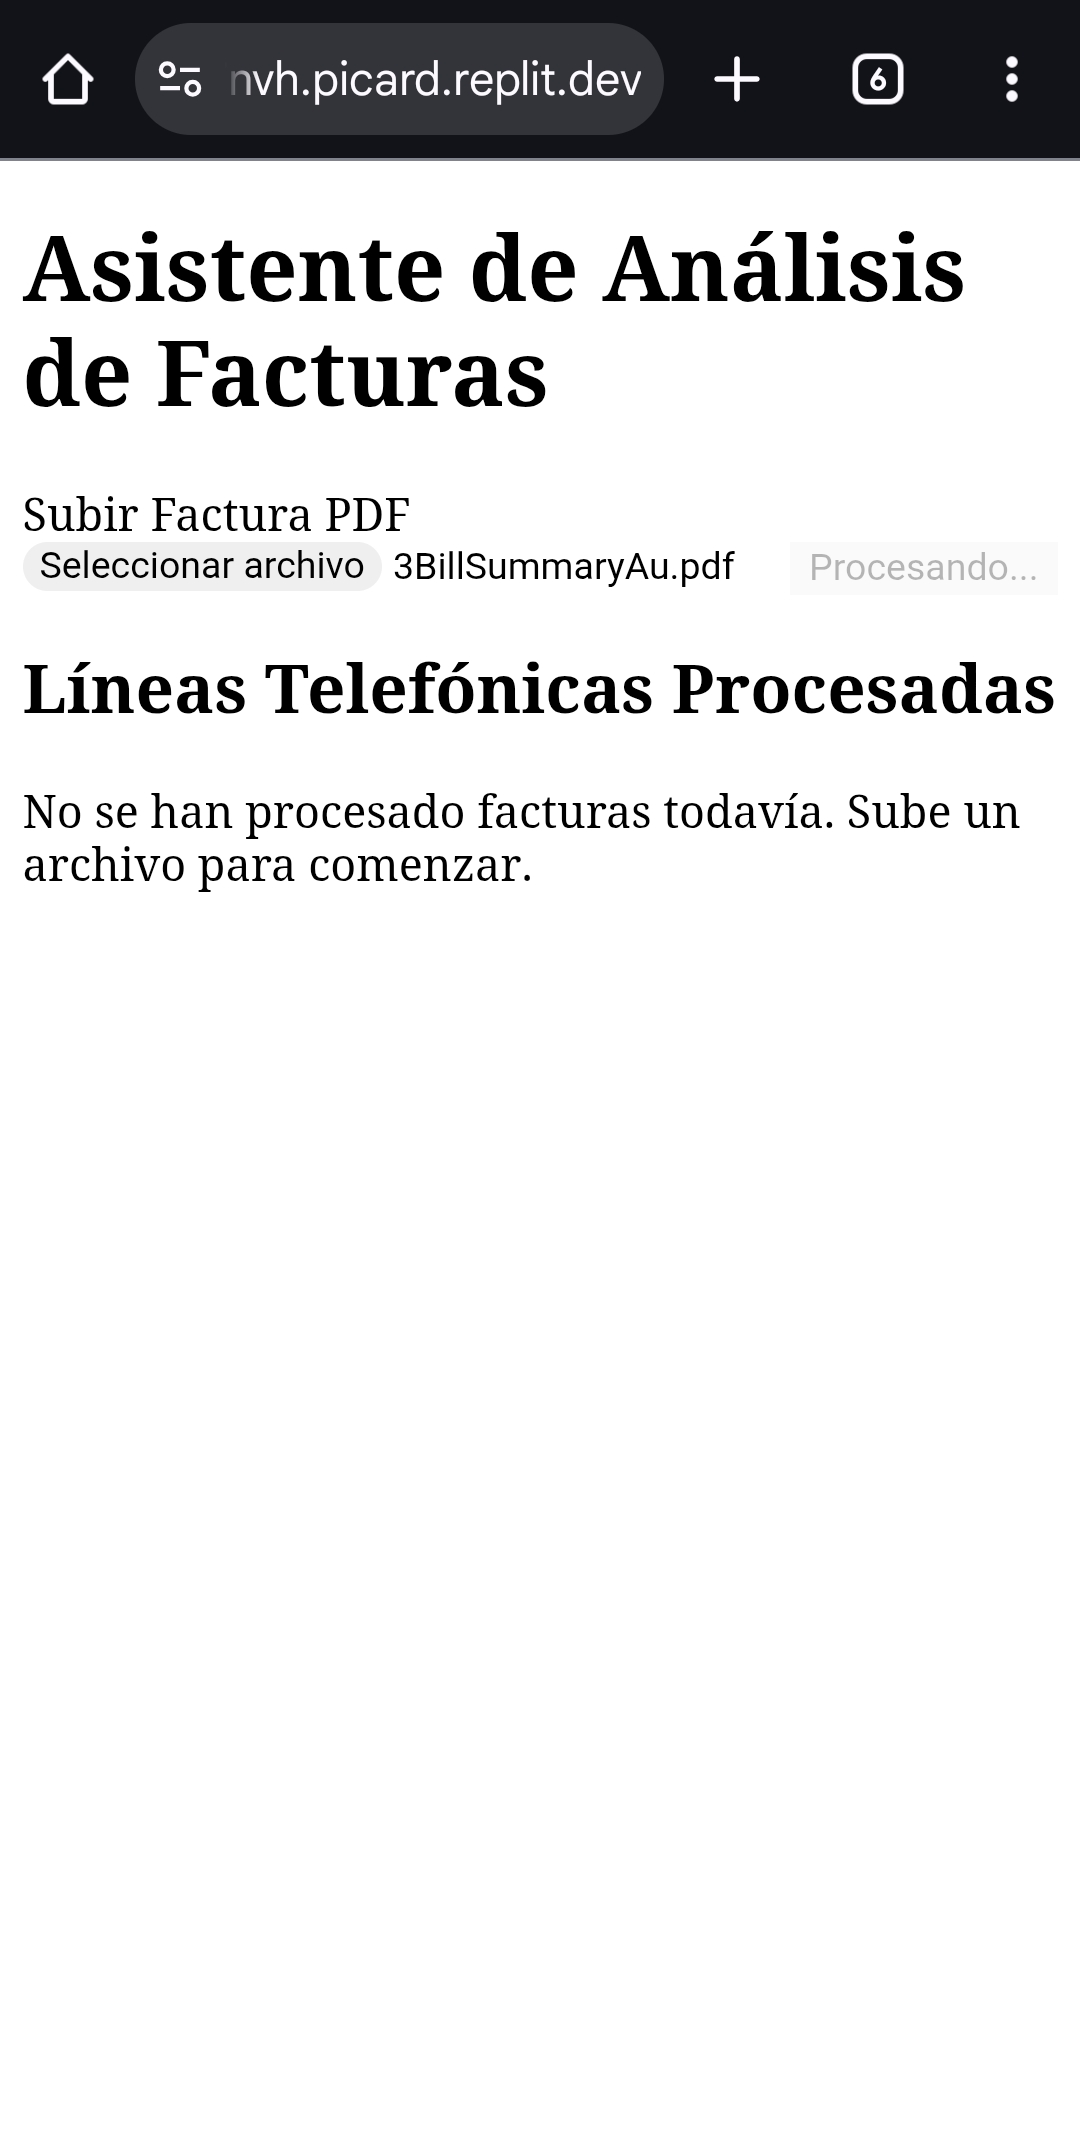 nvh.picard.replit.dev
6
Asistente de Análisis
de Facturas
Subir Factura PDF
Seleccionar archivo 3BillSummaryAu.pdf Procesando...
Líneas Telefónicas Procesadas
No se han procesado facturas todavía. Sube un
archivo para comenzar.